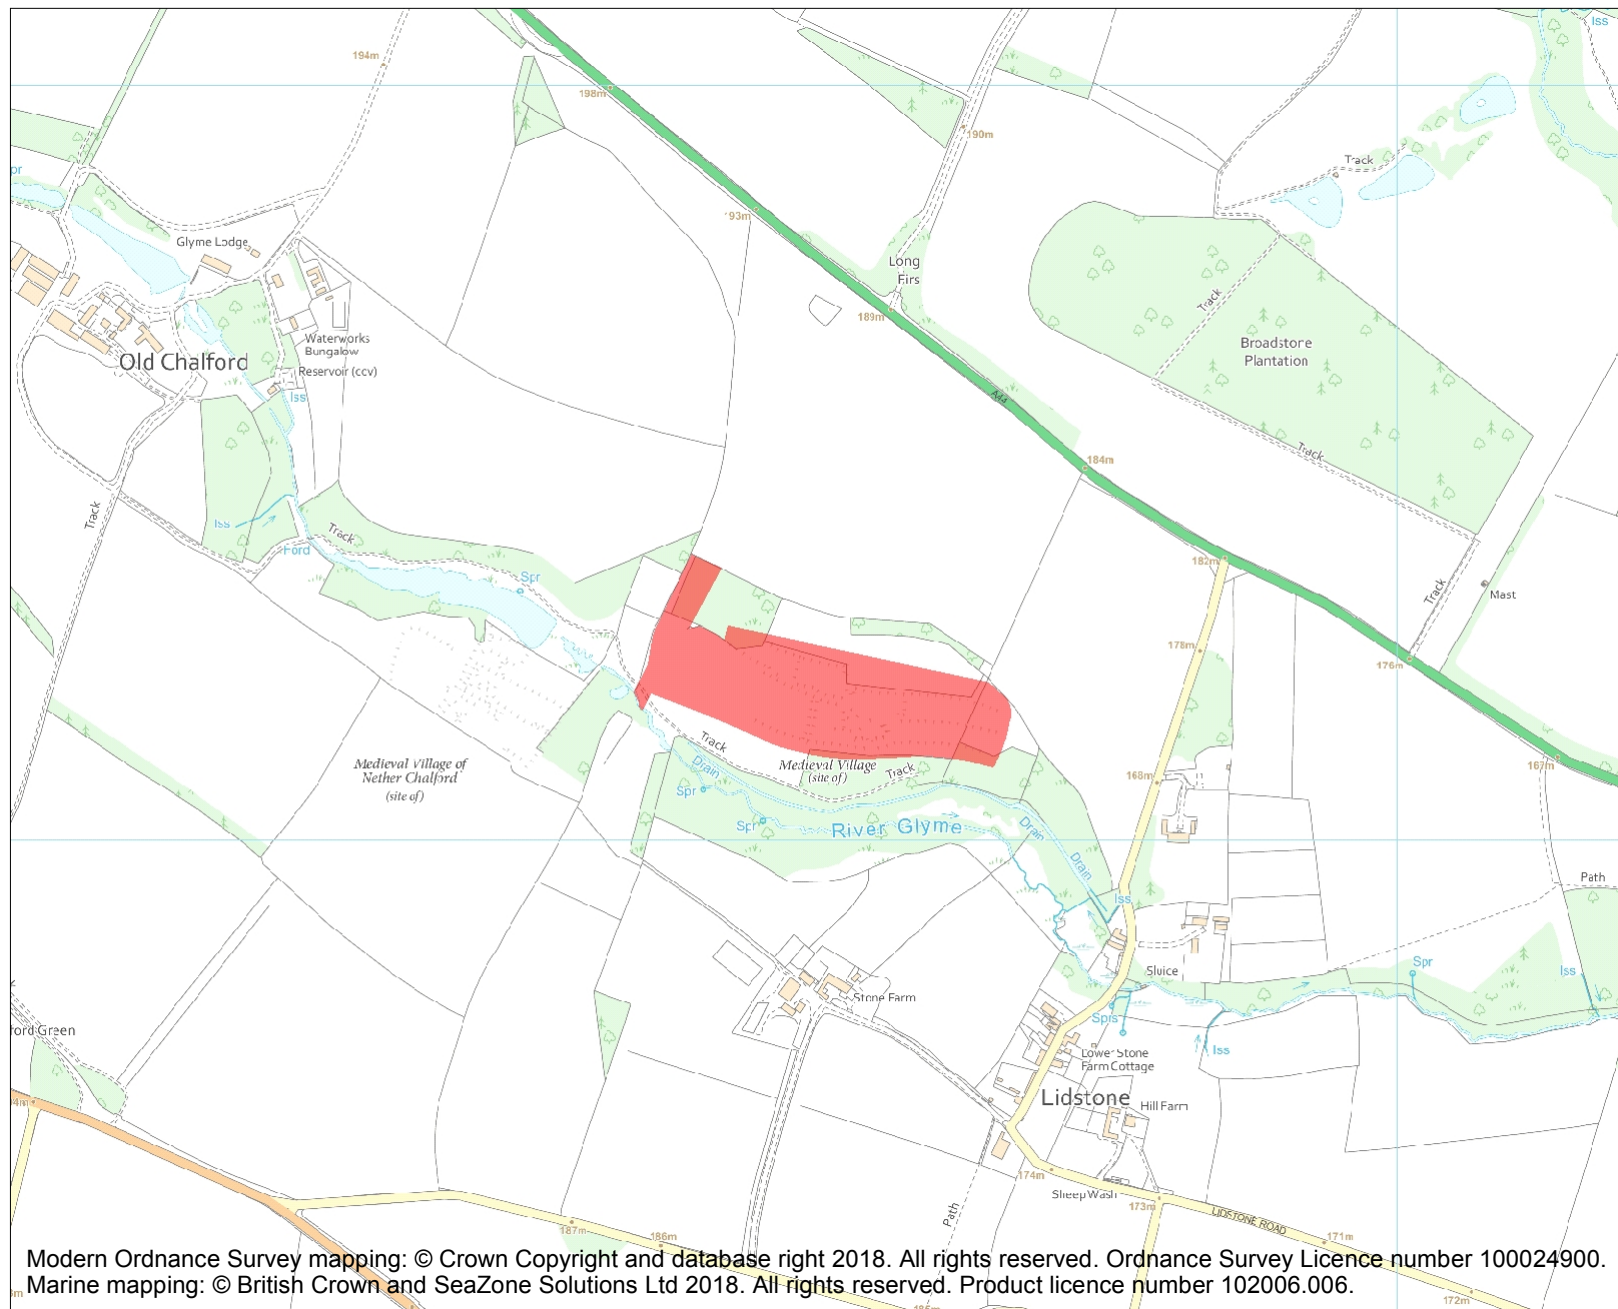 Iss
194m
198m
190m
Track
193m
Glyme Lodge
Long
Firs
189m
Track
Waterworks
Bungalow
Reservoir (ccv)
Broadstore
Plantation
Old Chalford
Iss
A44
Track
184m
Track
Iss
Track
Ford
182m
Spr
Track
Mast
178m
176m
Track
Medieval Village of
Nether Chalford
(site of)
Medieval Village
(site of)
Track
Drain
168m
167m
Spr
Spr
River Glyme
Drain
Drain
Path
Iss
Spr
Iss
Sluice
Stone Farm
Sprs
ford Green
Iss
Lower Stone
Farm Cottage
4m
Lidstone
Hill Farm
174m
Sheep Wash
173m
Path
LIDSTONE ROAD
187m
186m
171m
Modern Ordnance Survey mapping: © Crown Copyright and database right 2018. All rights reserved. Ordnance Survey Licence number 100024900.
Marine mapping: © British Crown and SeaZone Solutions Ltd 2018. All rights reserved. Product licence number 102006.006.
172m